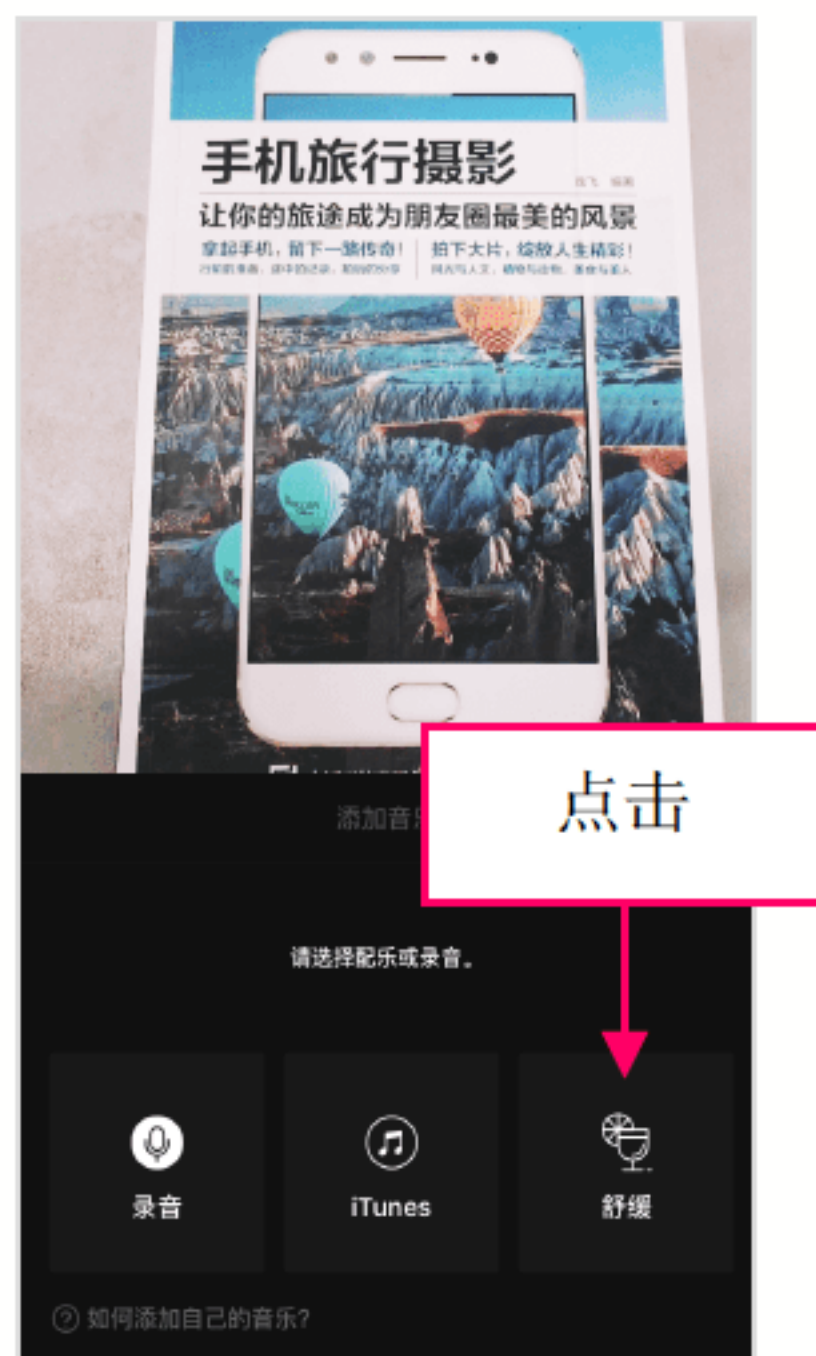 手机旅行摄影
让你的旅途成为朋友圈最美的风景
拿起手机，留下一路传奇！ 拍下大片，绽放人生精彩！
添加音
点击
请选择配乐或录音。
录音
iTunes
舒缓
? 如何添加自己的音乐?